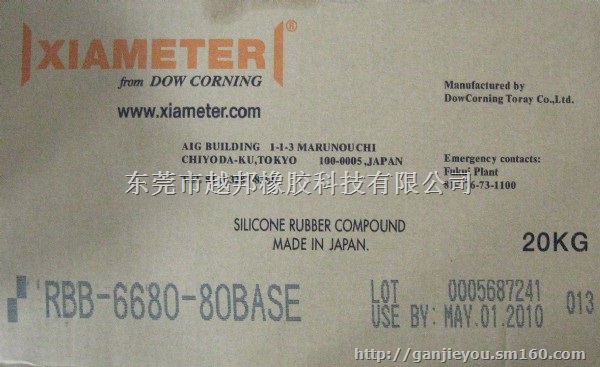 XIAMETER®
from DOW CORNING
www.xiameter.com
Manufactured by
DowCorning Toray Co.,Ltd.
AIG BUILDING 1-1-3 MARUNOUCHI
CHIYODA-KU,TOKYO 100-0005,JAPAN
Emergency contacts:
Fukui Plant
东莞市越邦橡胶科技有限公司
SILICONE RUBBER COMPOUND
MADE IN JAPAN.
20KG
RBB-6680-80BASE
LOT 0005687241
USE BY: MAY.01.2010
013
http://ganjieyou.sm160.com/